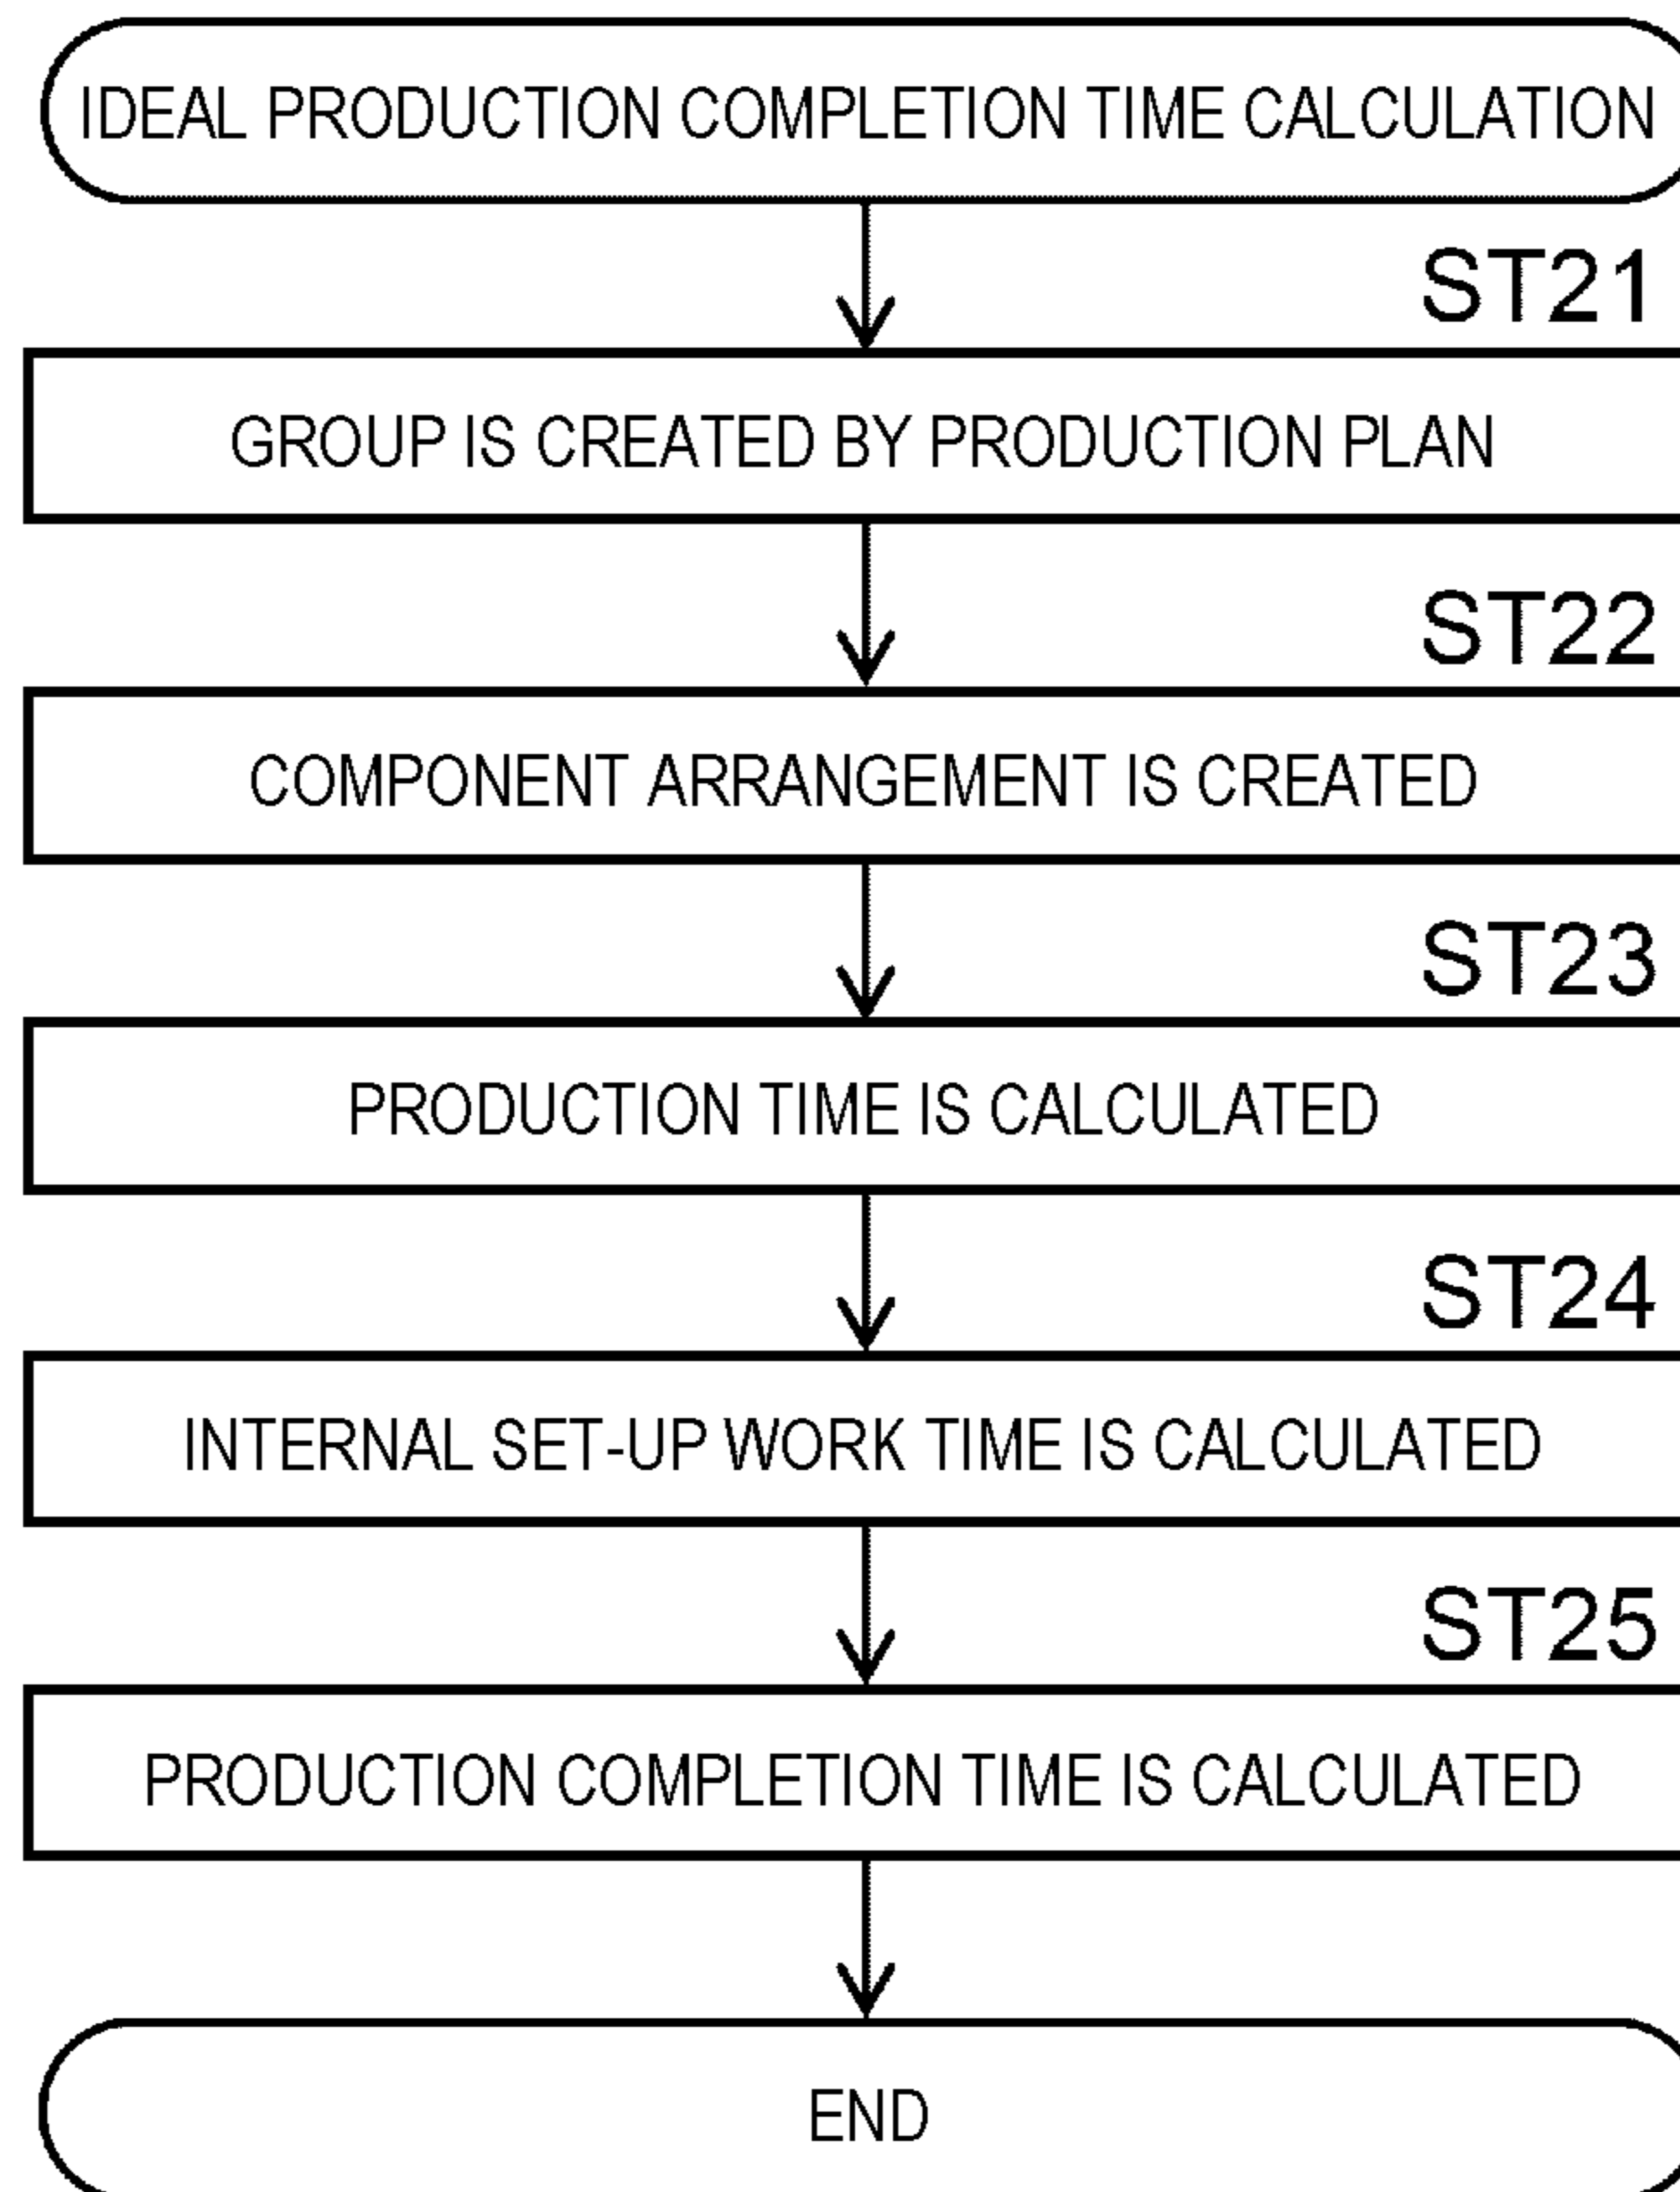 IDEAL PRODUCTION COMPLETION TIME CALCULATION
ST21
GROUP IS CREATED BY PRODUCTION PLAN
ST22
COMPONENT ARRANGEMENT IS CREATED
ST23
PRODUCTION TIME IS CALCULATED
ST24
INTERNAL SET-UP WORK TIME IS CALCULATED
ST25
PRODUCTION COMPLETION TIME IS CALCULATED
END